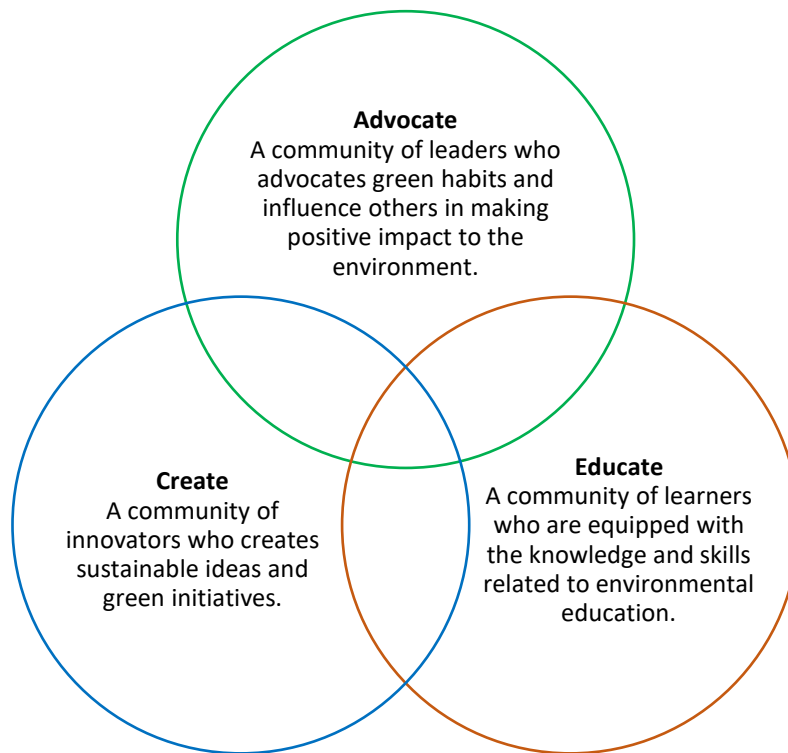 Advocate
A community of leaders who
advocates green habits and
influence others in making
positive impact to the
environment.
Create
A community of
innovators who creates
sustainable ideas and
green initiatives.
Educate
A community of learners
who are equipped with
the knowledge and skills
related to environmental
education.